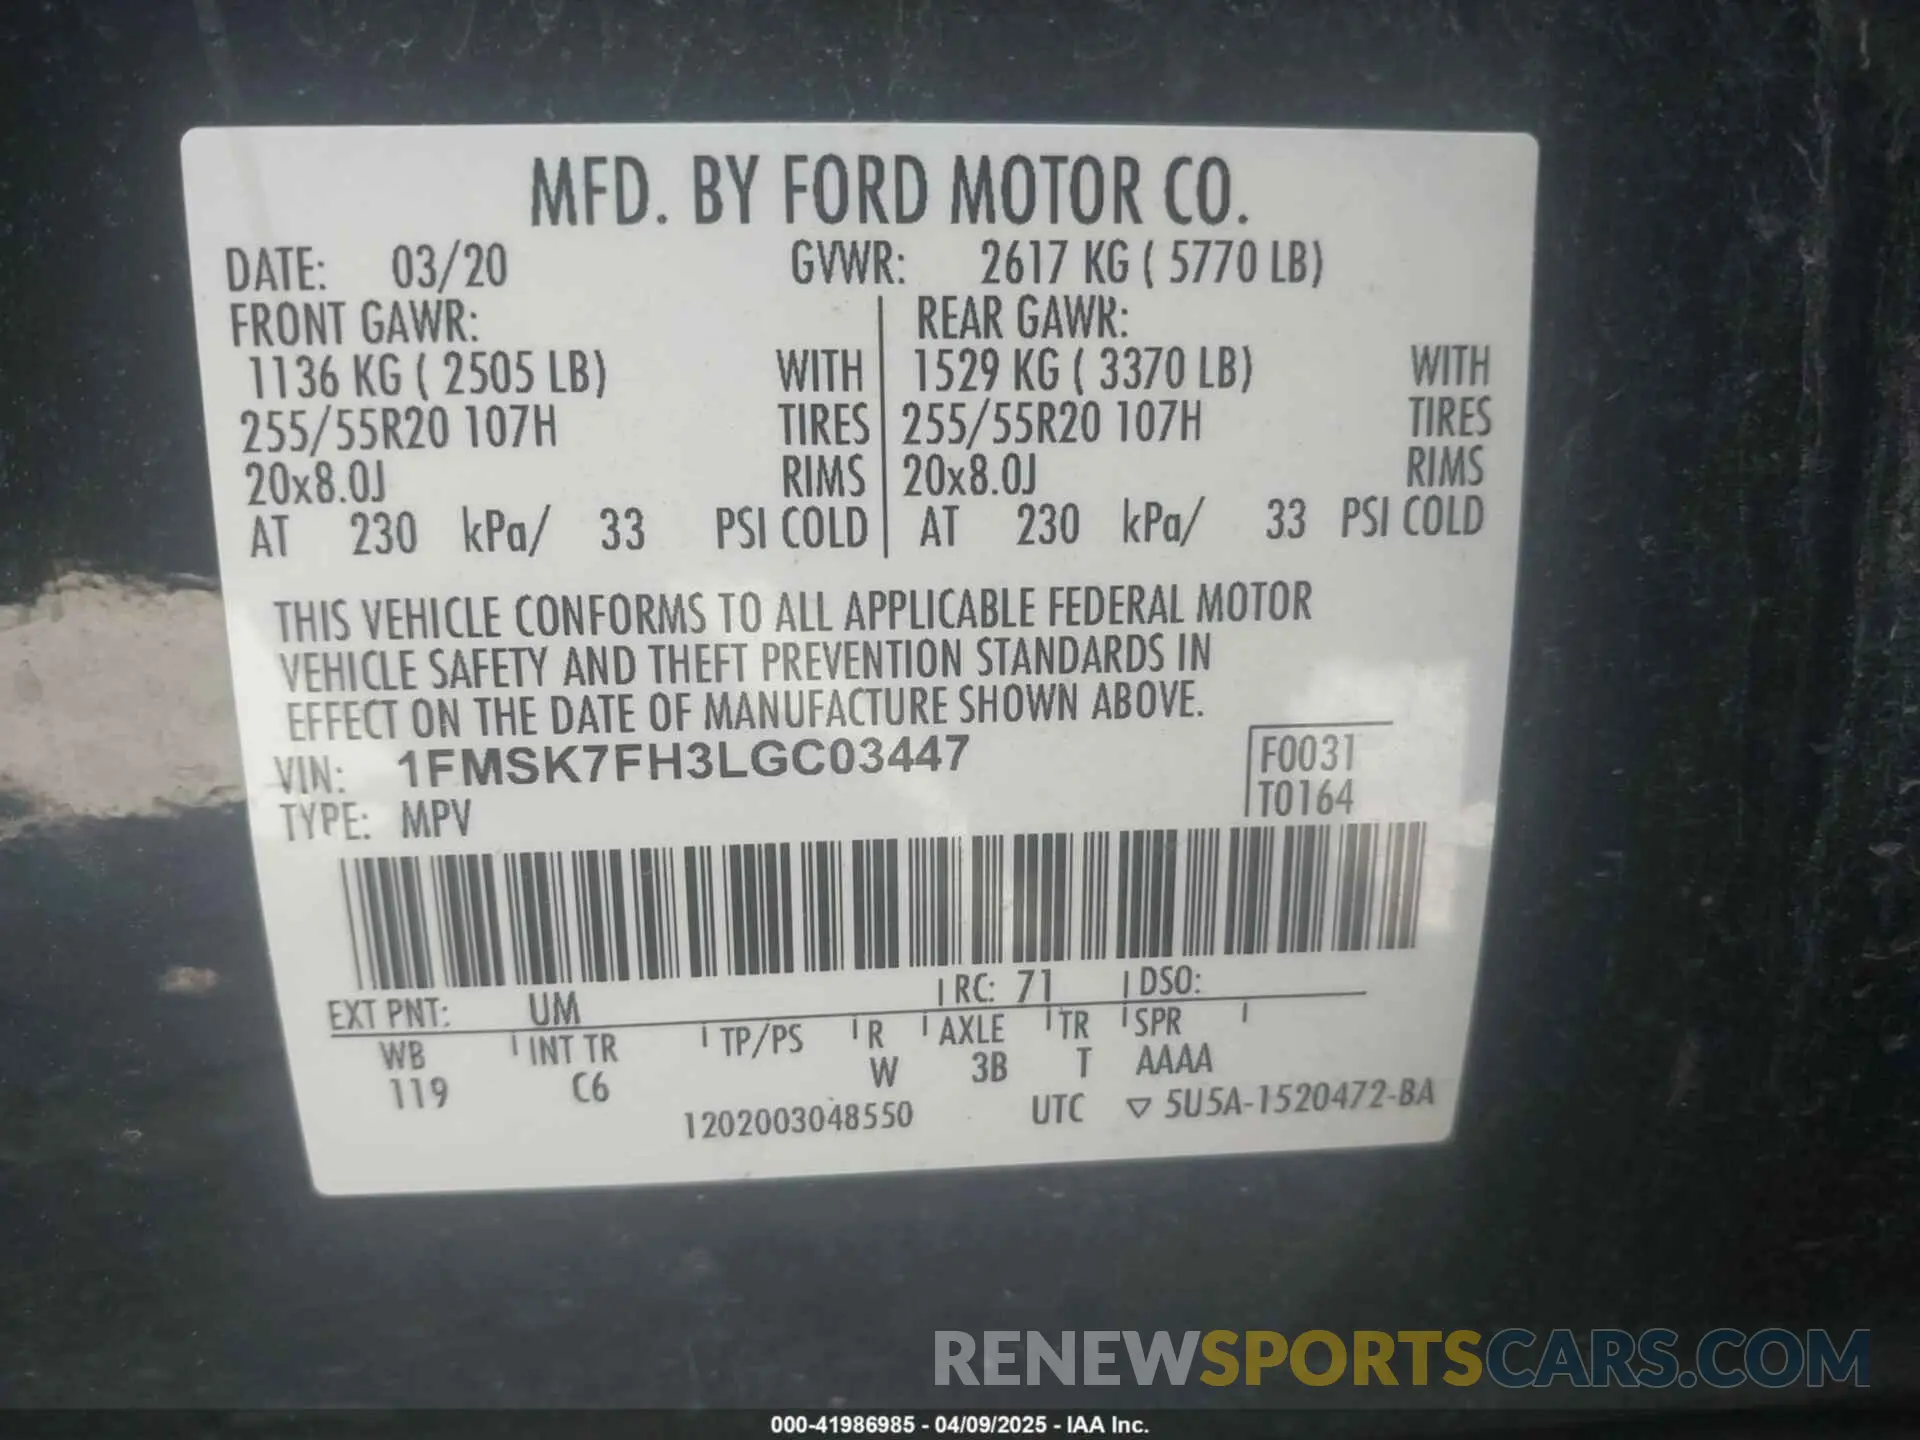 MFD. BY FORD MOTOR CO.
DATE: 03/20 GVWR: 2617 KG ( 5770 LB)
FRONT GAWR: REAR GAWR:
1136 KG ( 2505 LB) WITH 1529 KG ( 3370 LB) WITH
255/55R20 107H TIRES 255/55R20 107H TIRES
20x8.0J RIMS 20x8.0J RIMS
AT 230 kPa/ 33 PSI COLD AT 230 kPa/ 33 PSI COLD
THIS VEHICLE CONFORMS TO ALL APPLICABLE FEDERAL MOTOR
VEHICLE SAFETY AND THEFT PREVENTION STANDARDS IN
EFFECT ON THE DATE OF MANUFACTURE SHOWN ABOVE.
VIN: 1FMSK7FH3LGC03447 F0031
TYPE: MPV T0164
EXT PNT: UM RC: 71 DSO:
WB INT TR TP/PS R AXLE TR SPR
119 C6 W 3B T AAAA
1202003048550 UTC ▽ 5U5A-1520472-BA
RENEWSPORTSCARS.COM
000-41986985 - 04/09/2025 - IAA Inc.